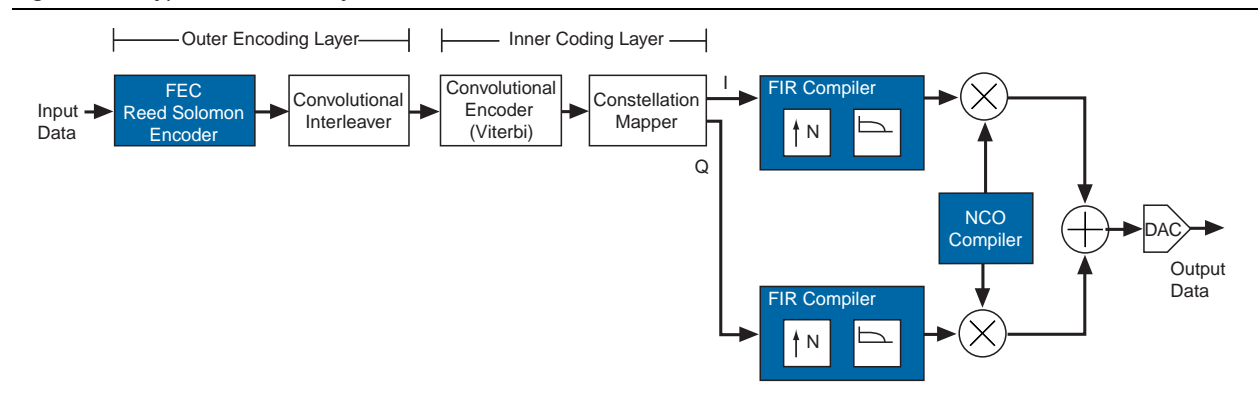 Outer Encoding Layer
Inner Coding Layer
Input
Data
FEC
Reed Solomon
Encoder
Convolutional
Interleaver
Convolutional
Encoder
(Viterbi)
Constellation
Mapper
I
Q
FIR Compiler
N
NCO
Compiler
DAC
Output
Data
FIR Compiler
N